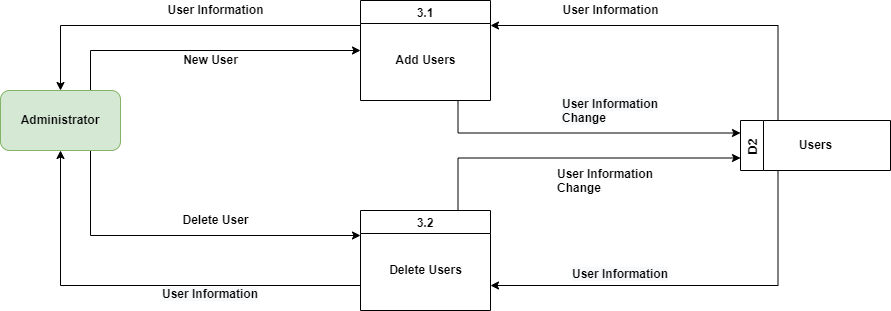 User Information
3.1
User Information
New User
Add Users
User Information
Change
Administrator
D2
Users
User Information
Change
Delete User
3.2
Delete Users
User Information
User Information